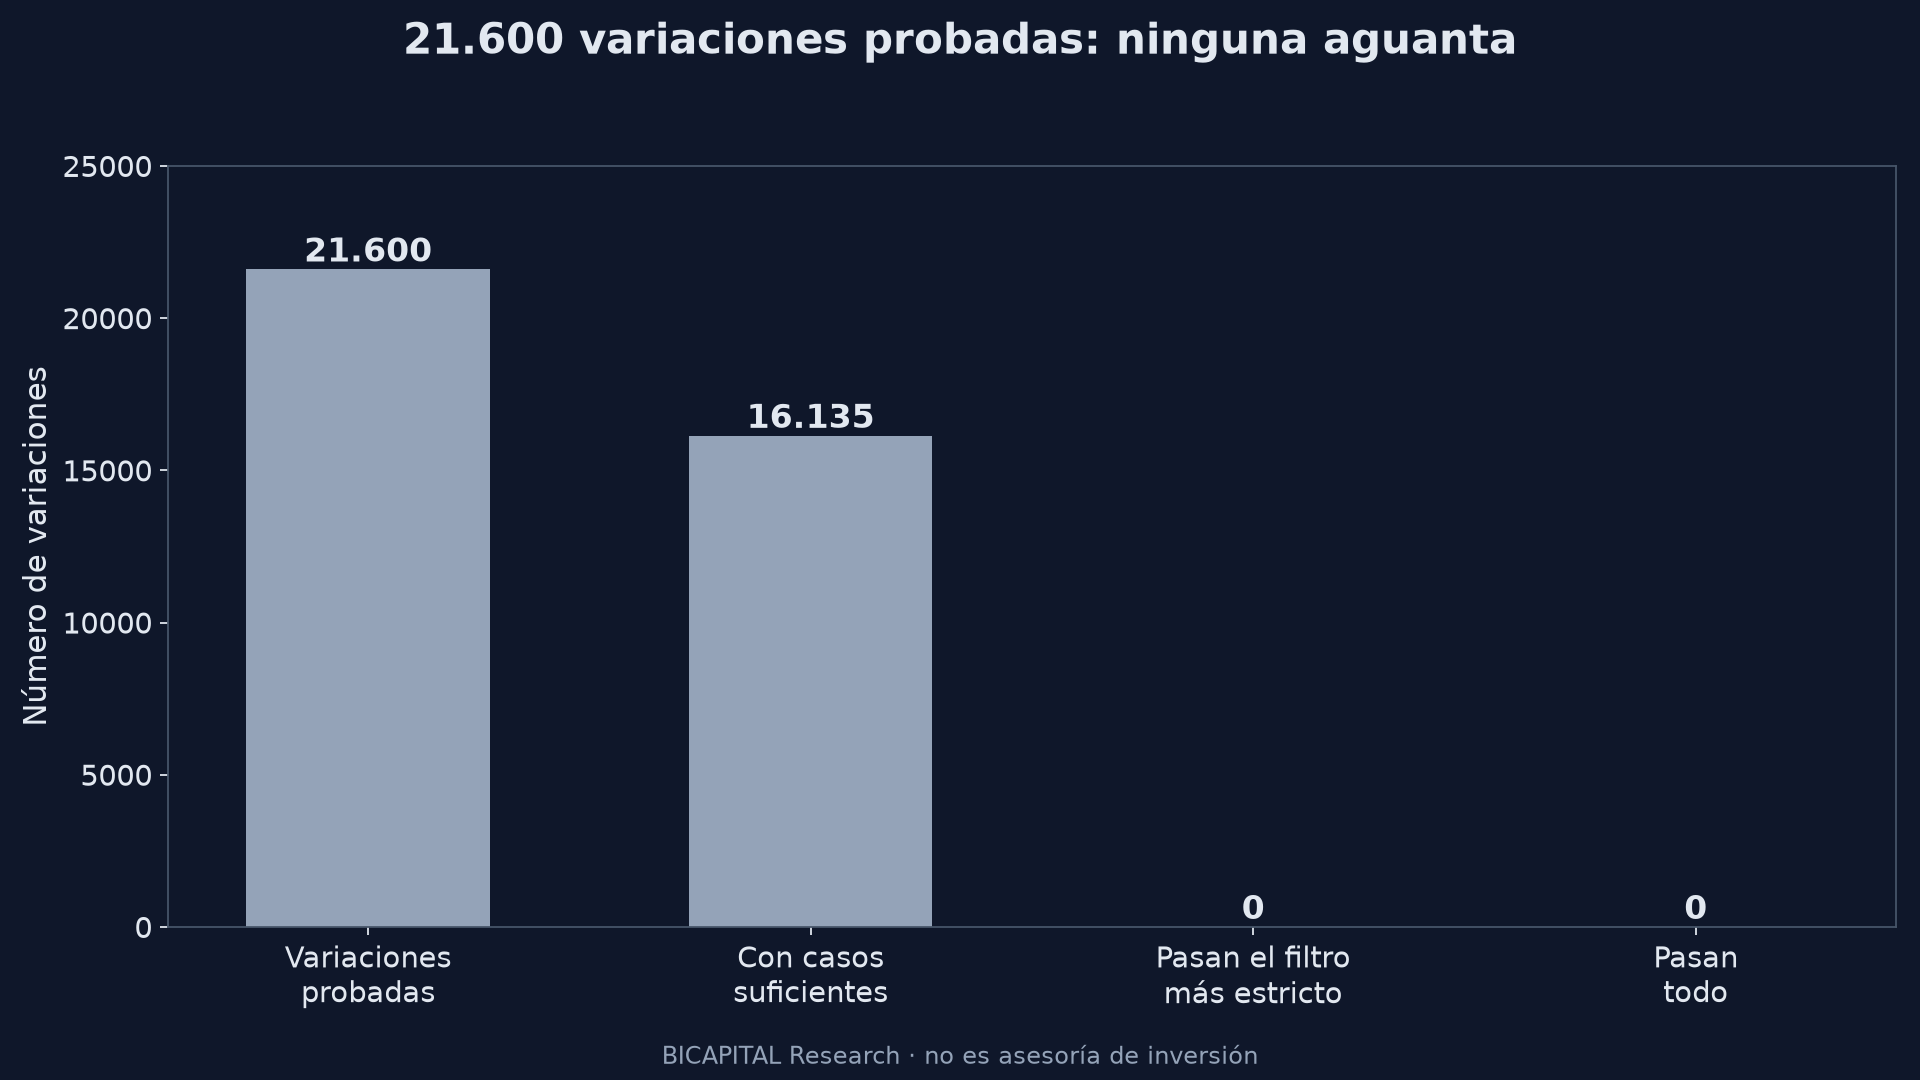 21.600 variaciones probadas: ninguna aguanta
25000
20000
15000
10000
5000
0
Número de variaciones
21.600
16.135
0
0
Variaciones
probadas
Con casos
suficientes
Pasan el filtro
más estricto
Pasan
todo
BICAPITAL Research · no es asesoría de inversión